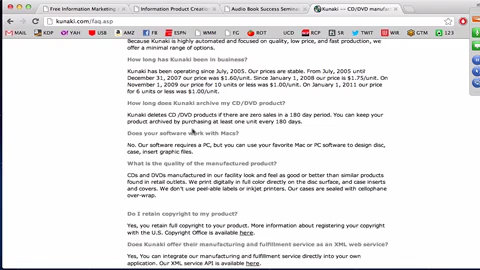 Free Information Marketing
Information Product Creation
Audio Book Success Seminar
Kunaki --- CD/DVD manufac
kunaki.com/faq.asp
MAIL
FB
AMZ
F
ESPN
WMM
T
ROT
SUR
GD
OT
CB
JV
Because Kunaki is highly automated and focused on quality, low price, and fast production, we
offer a minimal range of options.
How long has Kunaki been in business?
Kunaki has been operating since July, 2005. Our prices are stable. From July, 2005 until
December 31, 2007 our price was $1.60/unit. Since January 1, 2008 our price is $1.75/unit. On
November 1, 2009 our price for 10 units or less was $1.00/unit. On January 1, 2011 our price
for 6 units or less was $1.00/unit.
How long does Kunaki archive my CD/DVD product?
Kunaki deletes CD /DVD products if there are zero sales in a 180 day period. You can keep your
product archived by purchasing at least one unit every 180 days.
Does your software work with Macs?
No. Our software requires a PC, but you can use your favorite Mac or PC software to design disc,
case, insert graphic files.
What is the quality of the manufactured product?
CDs and DVDs manufactured in our facility look and feel as good or better than similar products
found in retail outlets. We print digitally in full color directly on the disc surface, and case inserts
and covers. We don't use peel-able labels or inkjet printers. Our cases are sealed with cellophane
over-wrap.
Do I retain copyright to my product?
Yes, you retain full copyright to your product. More information about registering your copyright
with the U.S. Copyright Office is available here.
Does Kunaki offer their manufacturing and fulfillment service as an XML web service?
Yes, You can integrate our manufacturing and fulfillment service directly into your own
application. Our XML service API is available here.